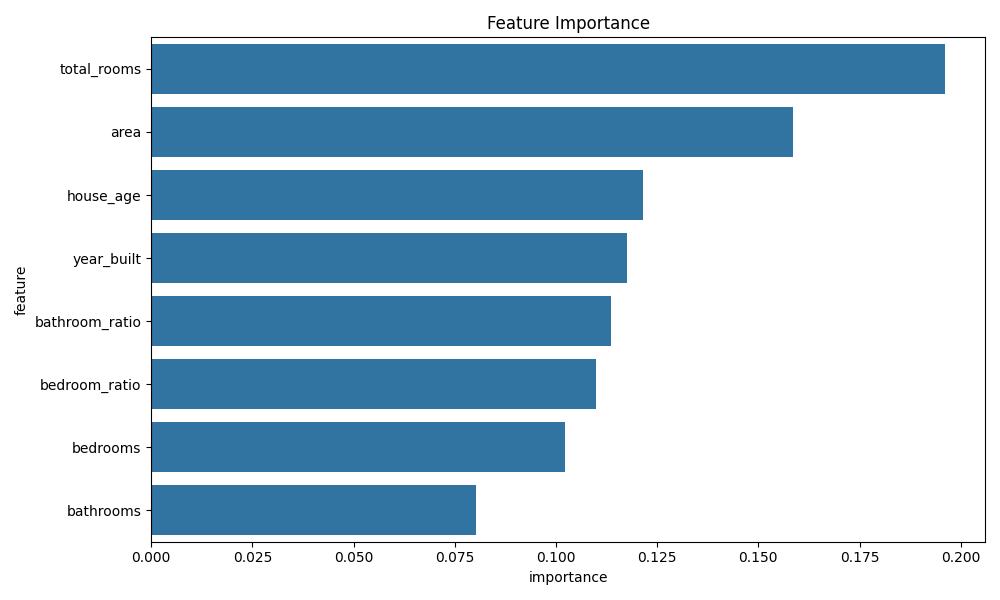 Feature Importance
total_rooms
area
house_age
year_built
bathroom_ratio
bedroom_ratio
bedrooms
bathrooms
feature
0.000 0.025 0.050 0.075 0.100 0.125 0.150 0.175 0.200
importance